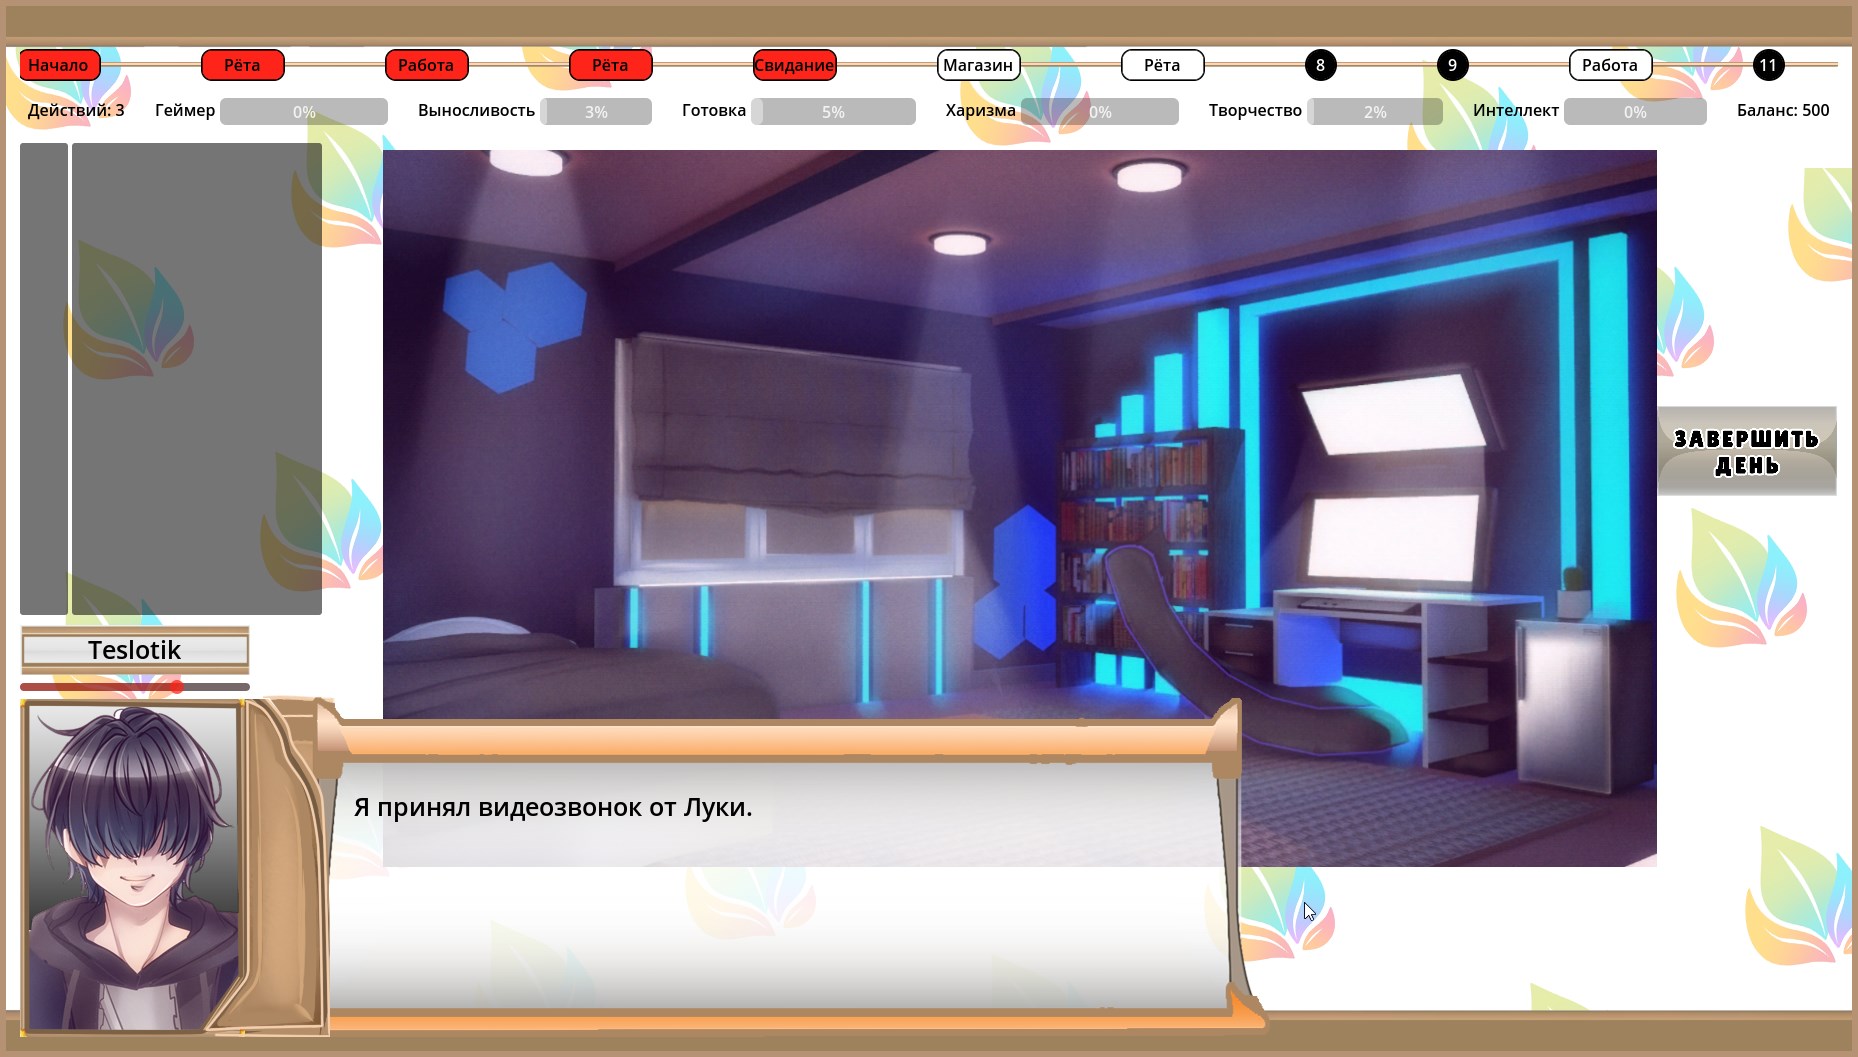 Начало Рёта Работа Рёта Свидание Магазин Рёта 8 9 Работа 11
Действий: 3 Геймер 0% Выносливость 3% Готовка 5% Харизма 0% Творчество 2% Интеллект 0% Баланс: 500
ЗАВЕРШИТЬ
ДЕНЬ
Teslotik
Я принял видеозвонок от Луки.